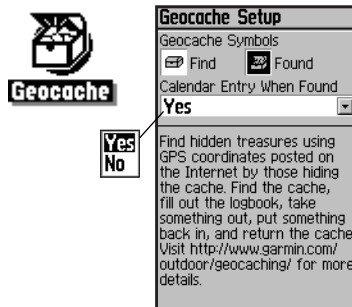 Geocache
Geocache Setup
Geocache Symbols
Find Found
Calendar Entry When Found
Yes
Yes
No
Find hidden treasures using
GPS coordinates posted on
the Internet by those hiding
the cache. Find the cache,
fill out the logbook, take
something out, put something
back in, and return the cache
Visit http://www.garmin.com/
outdoor/geocaching/ for more
details.